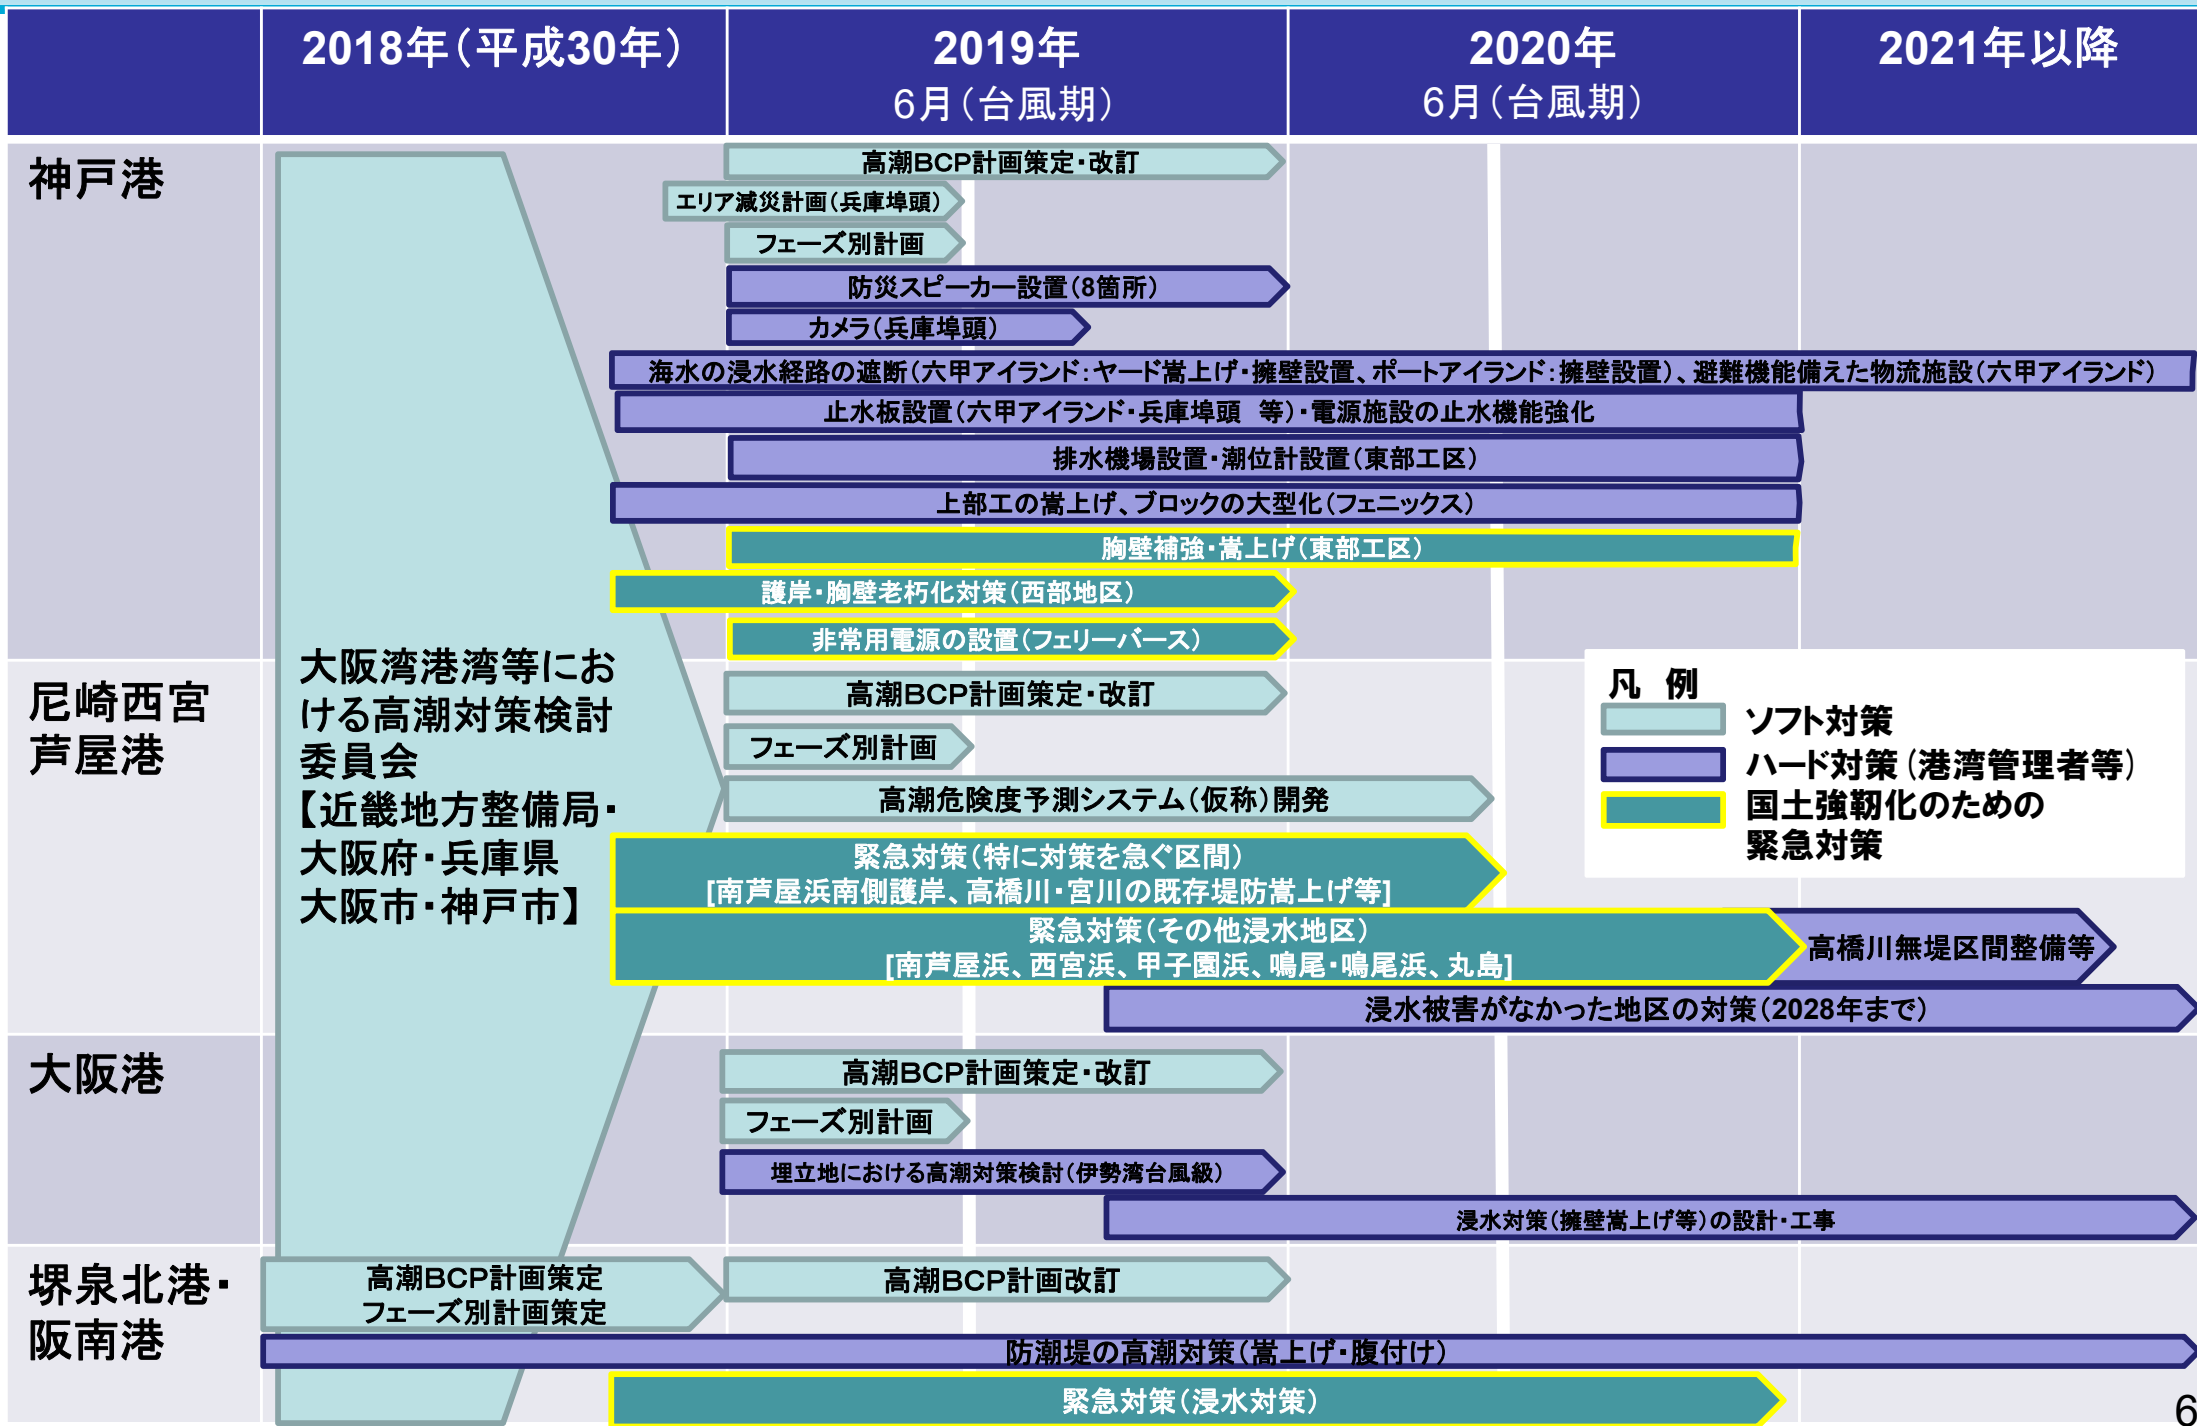 2018年(平成30年)
2019年
6月(台風期)
2020年
6月(台風期)
2021年以降
神戸港
高潮BCP計画策定・改訂
エリア減災計画(兵庫埠頭)
フェーズ別計画
防災スピーカー設置(8箇所)
カメラ(兵庫埠頭)
海水の浸水経路の遮断(六甲アイランド:ヤード嵩上げ・擁壁設置、ポートアイランド:擁壁設置)、避難機能備えた物流施設(六甲アイランド)
止水板設置(六甲アイランド・兵庫埠頭 等)・電源施設の止水機能強化
排水機場設置・潮位計設置(東部工区)
上部工の嵩上げ、ブロックの大型化(フェニックス)
胸壁補強・嵩上げ(東部工区)
護岸・胸壁老朽化対策(西部地区)
非常用電源の設置(フェリーバース)
大阪湾港湾等にお
ける高潮対策検討
委員会
【近畿地方整備局・
大阪府・兵庫県
大阪市・神戸市】
尼崎西宮
芦屋港
高潮BCP計画策定・改訂
フェーズ別計画
高潮危険度予測システム(仮称)開発
緊急対策(特に対策を急ぐ区間)
[南芦屋浜南側護岸、高橋川・宮川の既存堤防嵩上げ等]
緊急対策(その他浸水地区)
[南芦屋浜、西宮浜、甲子園浜、鳴尾・鳴尾浜、丸島]
高橋川無堤区間整備等
浸水被害がなかった地区の対策(2028年まで)
凡 例
ソフト対策
ハード対策(港湾管理者等)
国土強靭化のための
緊急対策
大阪港
高潮BCP計画策定・改訂
フェーズ別計画
埋立地における高潮対策検討(伊勢湾台風級)
浸水対策(擁壁嵩上げ等)の設計・工事
堺泉北港・
阪南港
高潮BCP計画策定
フェーズ別計画策定
高潮BCP計画改訂
防潮堤の高潮対策(嵩上げ・腹付け)
緊急対策(浸水対策)
6